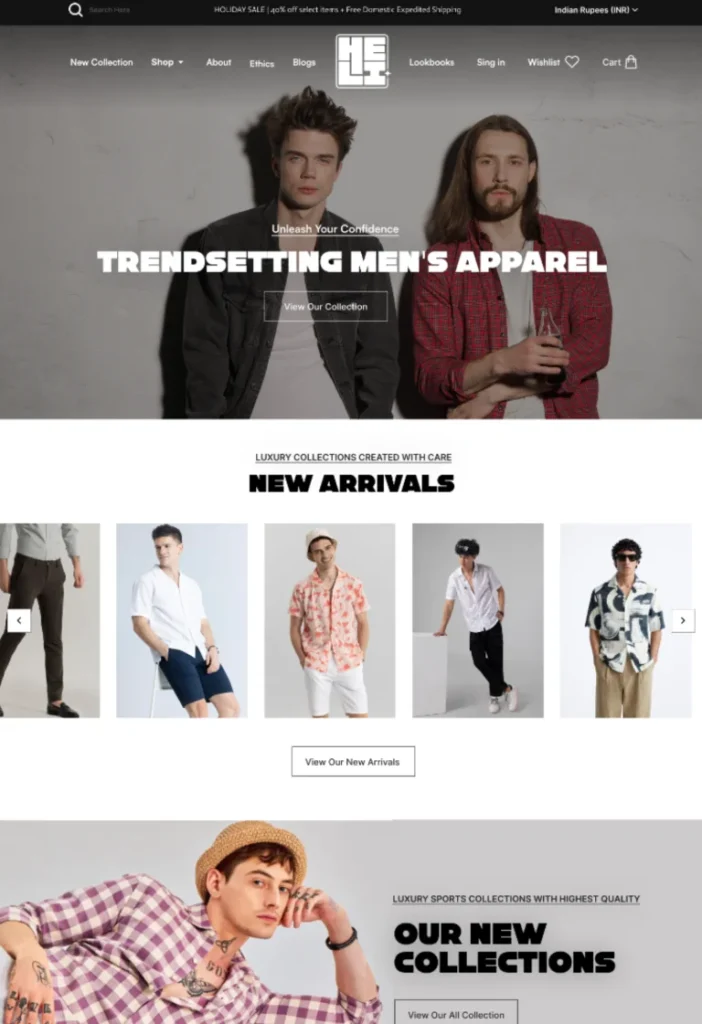 Search Here
HOLIDAY SALE | 40% off select items + Free Domestic Expedited Shipping
Indian Rupees (INR)
New Collection
Shop
About
Ethics
Blogs
HE
LI
Lookbooks
Sing in
Wishlist
Cart
Unleash Your Confidence
TRENDSETTING MEN'S APPAREL
View Our Collection
LUXURY COLLECTIONS CREATED WITH CARE
NEW ARRIVALS
View Our New Arrivals
LUXURY SPORTS COLLECTIONS WITH HIGHEST QUALITY
OUR NEW
COLLECTIONS
View Our All Collection